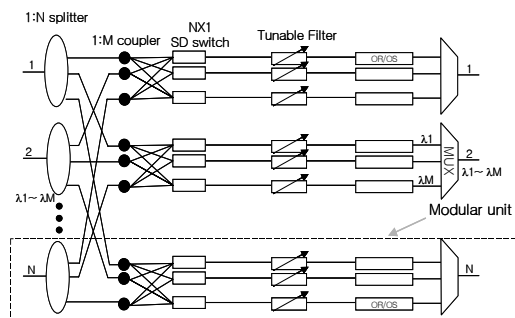 1:N splitter
1:M coupler
NX1
SD switch
Tunable Filter
1
OR/OS
1
2
λ1~ λM
λ1
λM
MUX
2
λ1~ λM
Modular unit
N
OR/OS
N